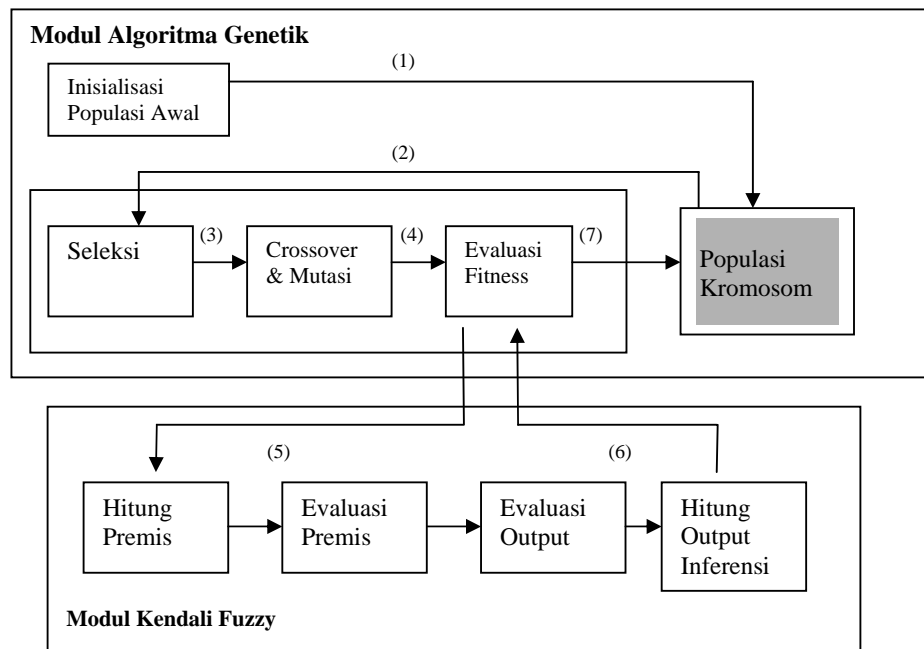 Modul Algoritma Genetik
(1)
Inisialisasi
Populasi Awal
(2)
Seleksi
(3)
Crossover
& Mutasi
(4)
Evaluasi
Fitness
(7)
Populasi
Kromosom
(5)
(6)
Hitung
Premis
Evaluasi
Premis
Evaluasi
Output
Hitung
Output
Inferensi
Modul Kendali Fuzzy